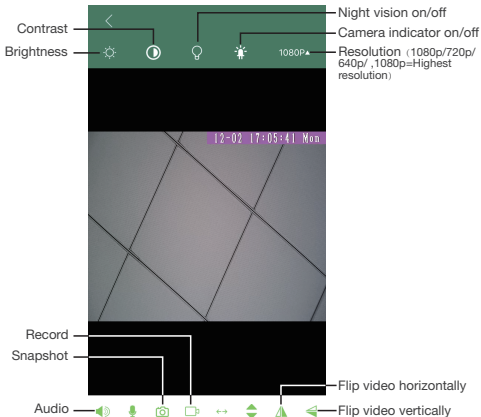 Contrast
Brightness
Night vision on/off
Camera indicator on/off
Resolution（1080p/720p/
640p/ ,1080p=Highest
resolution）
1080P▲
12-02 17:05:41 Mon
Record
Snapshot
Audio
Flip video horizontally
Flip video vertically